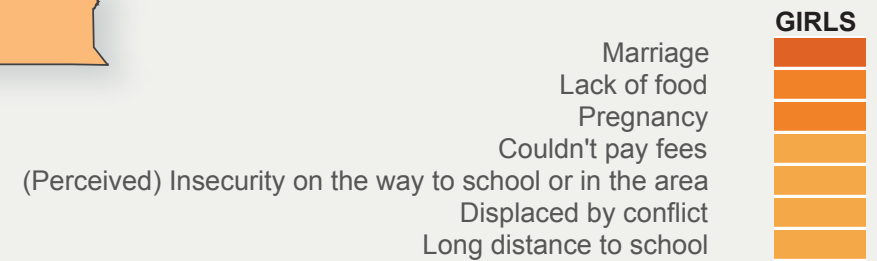 GIRLS
Marriage
Lack of food
Pregnancy
Couldn't pay fees
(Perceived) Insecurity on the way to school or in the area
Displaced by conflict
Long distance to school